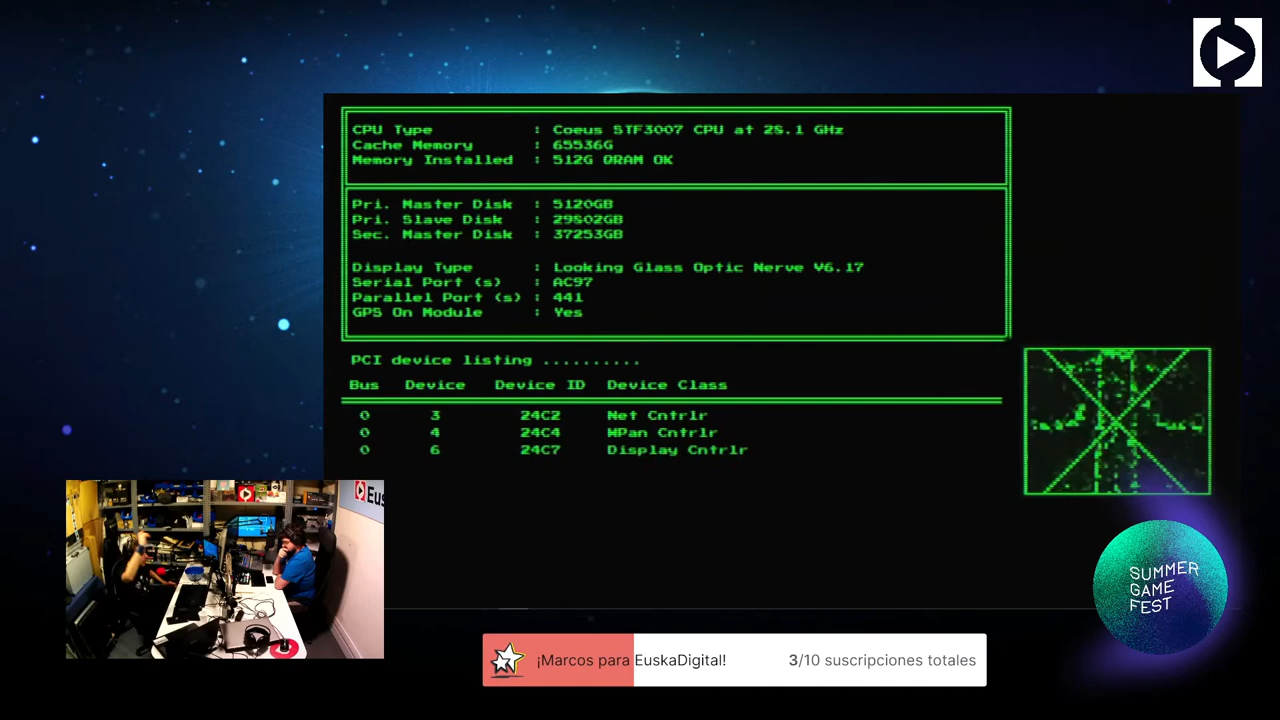 CPU Type : Coeus STF3007 CPU at 28.1 GHz
Cache Memory : 65536G
Memory Installed : 512G ORAM OK
Pri. Master Disk : 5120GB
Pri. Slave Disk : 29802GB
Sec. Master Disk : 37253GB
Display Type : Looking Glass Optic Nerve V6.17
Serial Port(s) : AC97
Parallel Port(s) : 441
GPS On Module : Yes
PCI device listing ..........
Bus Device Device ID Device Class
0 3 24C2 Net Cntrlr
0 4 24C4 WPan Cntrlr
0 6 24C7 Display Cntrlr
SUMMER
GAME
FEST
¡Marcos para EuskaDigital! 3/10 suscripciones totales